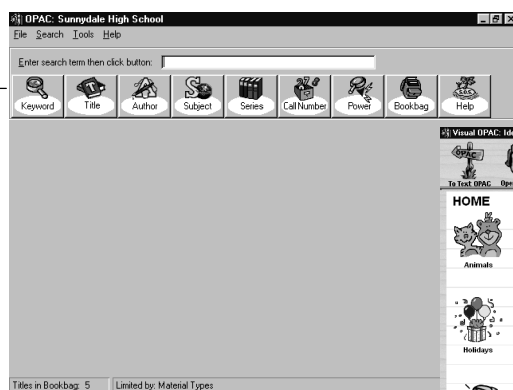 OPAC: Sunnydale High School
File Search Tools Help
Enter search term then click button:
Keyword Title Author Subject Series Call Number Power Bookbag Help
Visual OPAC: Ide
To Text OPAC Ope
HOME
Animals
Holidays
Titles in Bookbag: 5 Limited by: Material Types